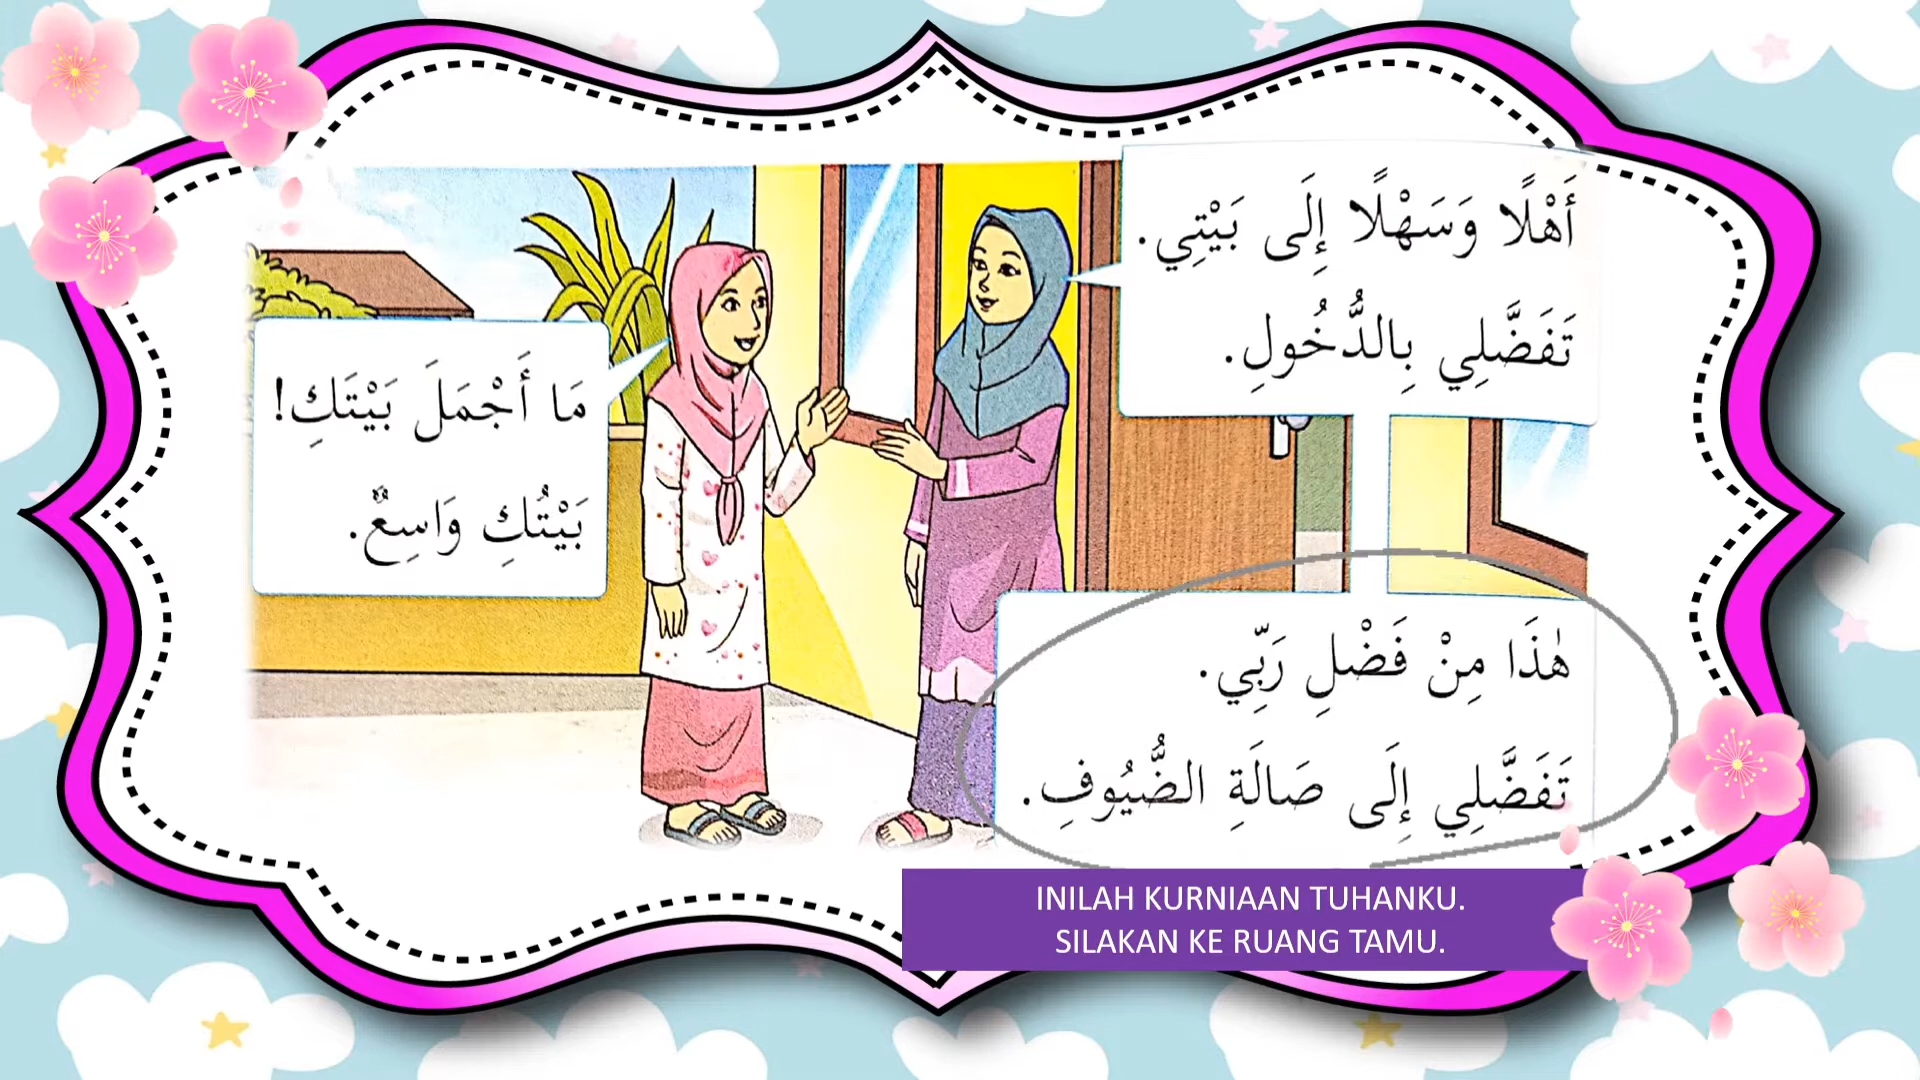 أَهْلًا وَسَهْلًا إِلَى بَيْتِي.
تَفَضَّلِي بِالدُّخُولِ.
مَا أَجْمَلَ بَيْتَكِ!
بَيْتُكِ وَاسِعٌ.
هٰذَا مِنْ فَضْلِ رَبِّي.
تَفَضَّلِي إِلَى صَالَةِ الضُّيُوفِ.
INILAH KURNIAAN TUHANKU.
SILAKAN KE RUANG TAMU.